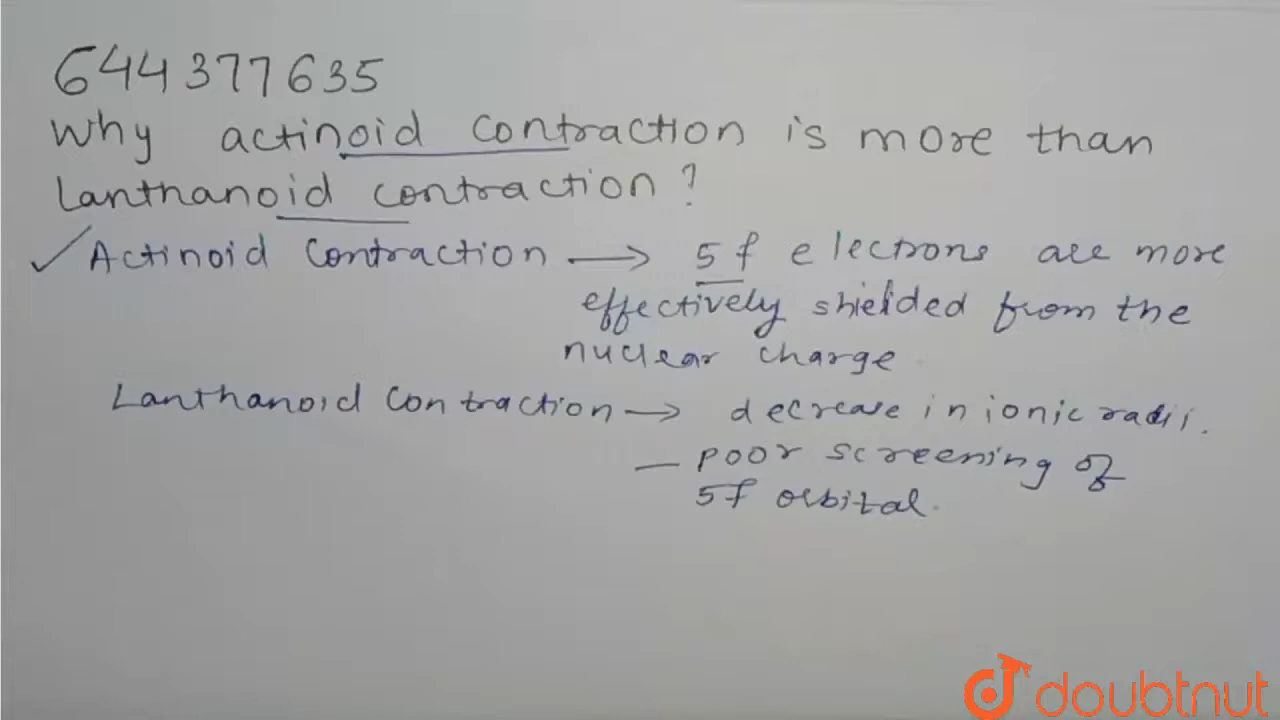 644377635
Why actinoid contraction is more than
Lanthanoid contraction?
✓ Actinoid Contraction → 5f electrons are more
effectively shielded from the
nuclear charge
Lanthanoid Contraction → decrease in ionic radii.
— poor screening of
5f orbital.
doubtnut